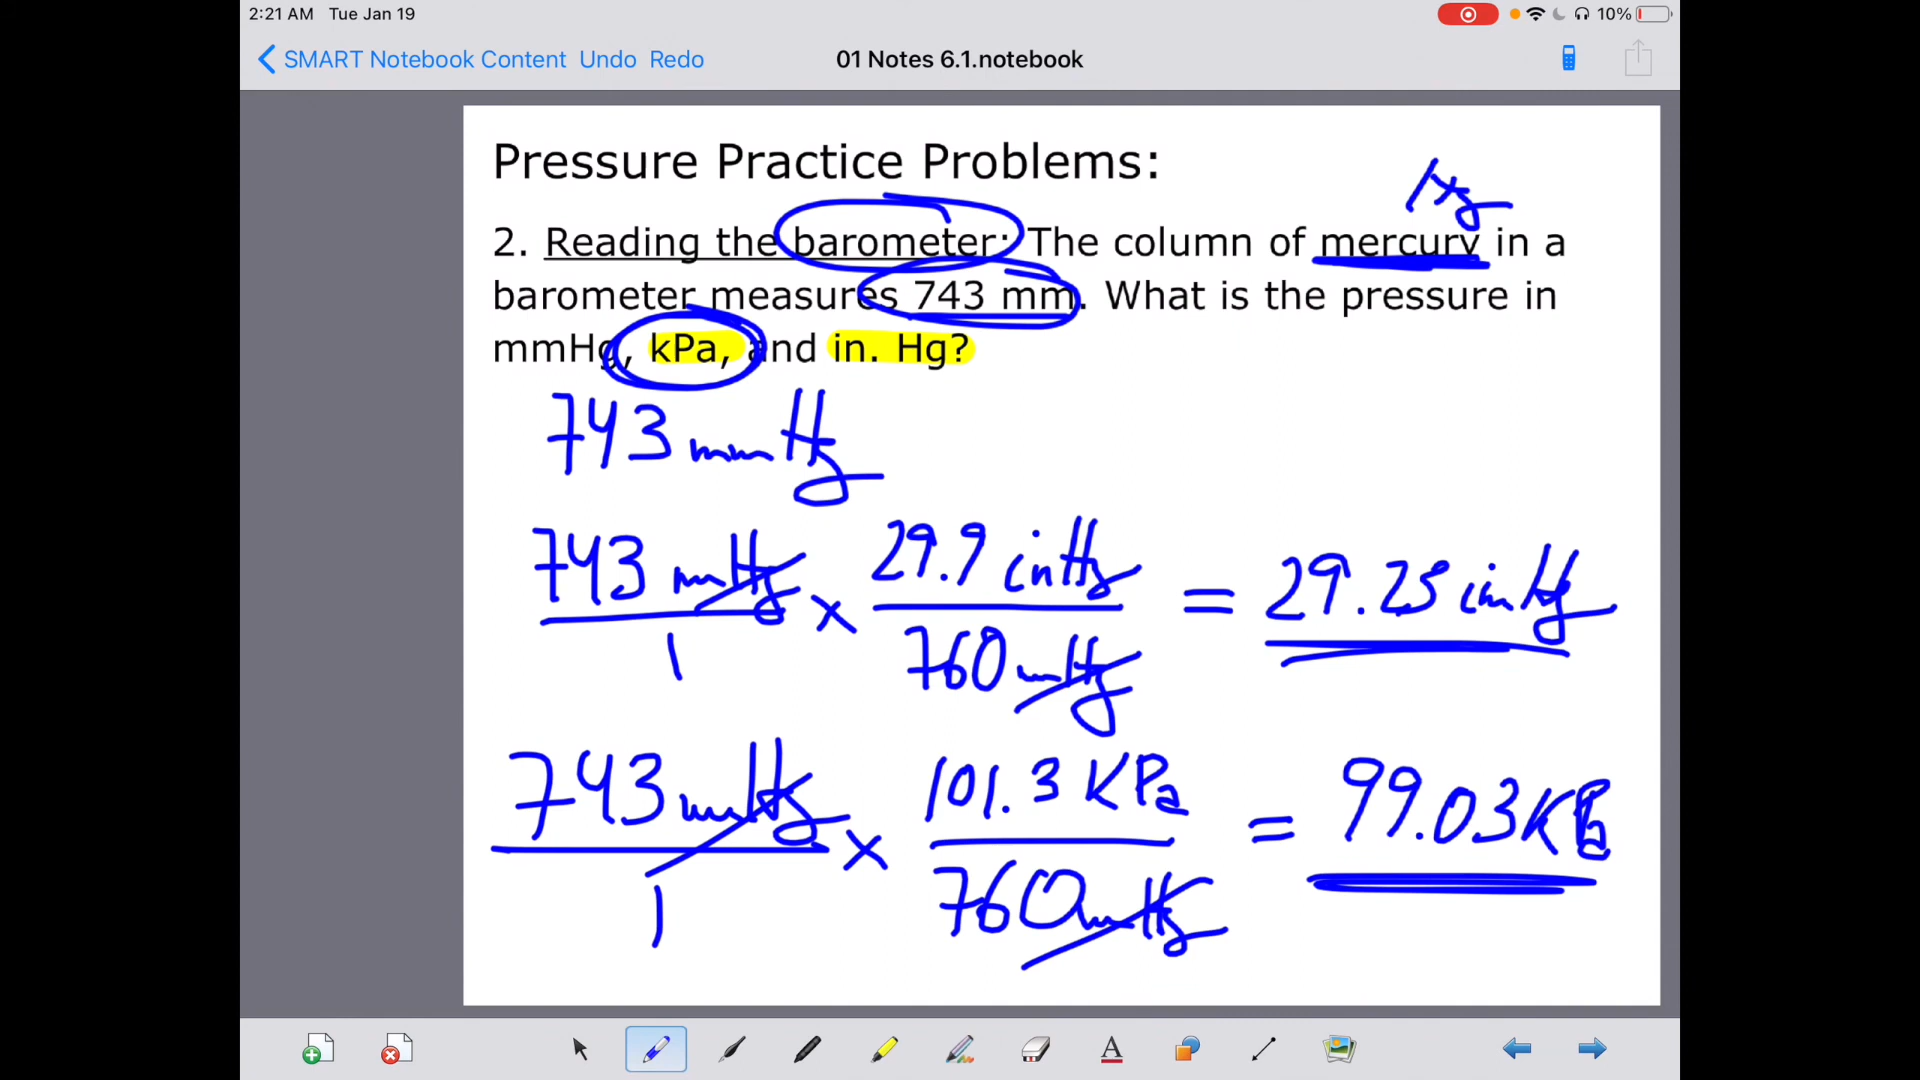 2:21 AM Tue Jan 19 10%
SMART Notebook Content Undo Redo 01 Notes 6.1.notebook
Pressure Practice Problems:
Hg
2. Reading the barometer: The column of mercury in a
barometer measures 743 mm. What is the pressure in
mmHg, kPa, and in. Hg?
743 mmHg
743 mmHg × 29.9 inHg = 29.23 inHg
1 760 mmHg
743 mmHg × 101.3 KPa = 99.03 KPa
1 760 mmHg
A